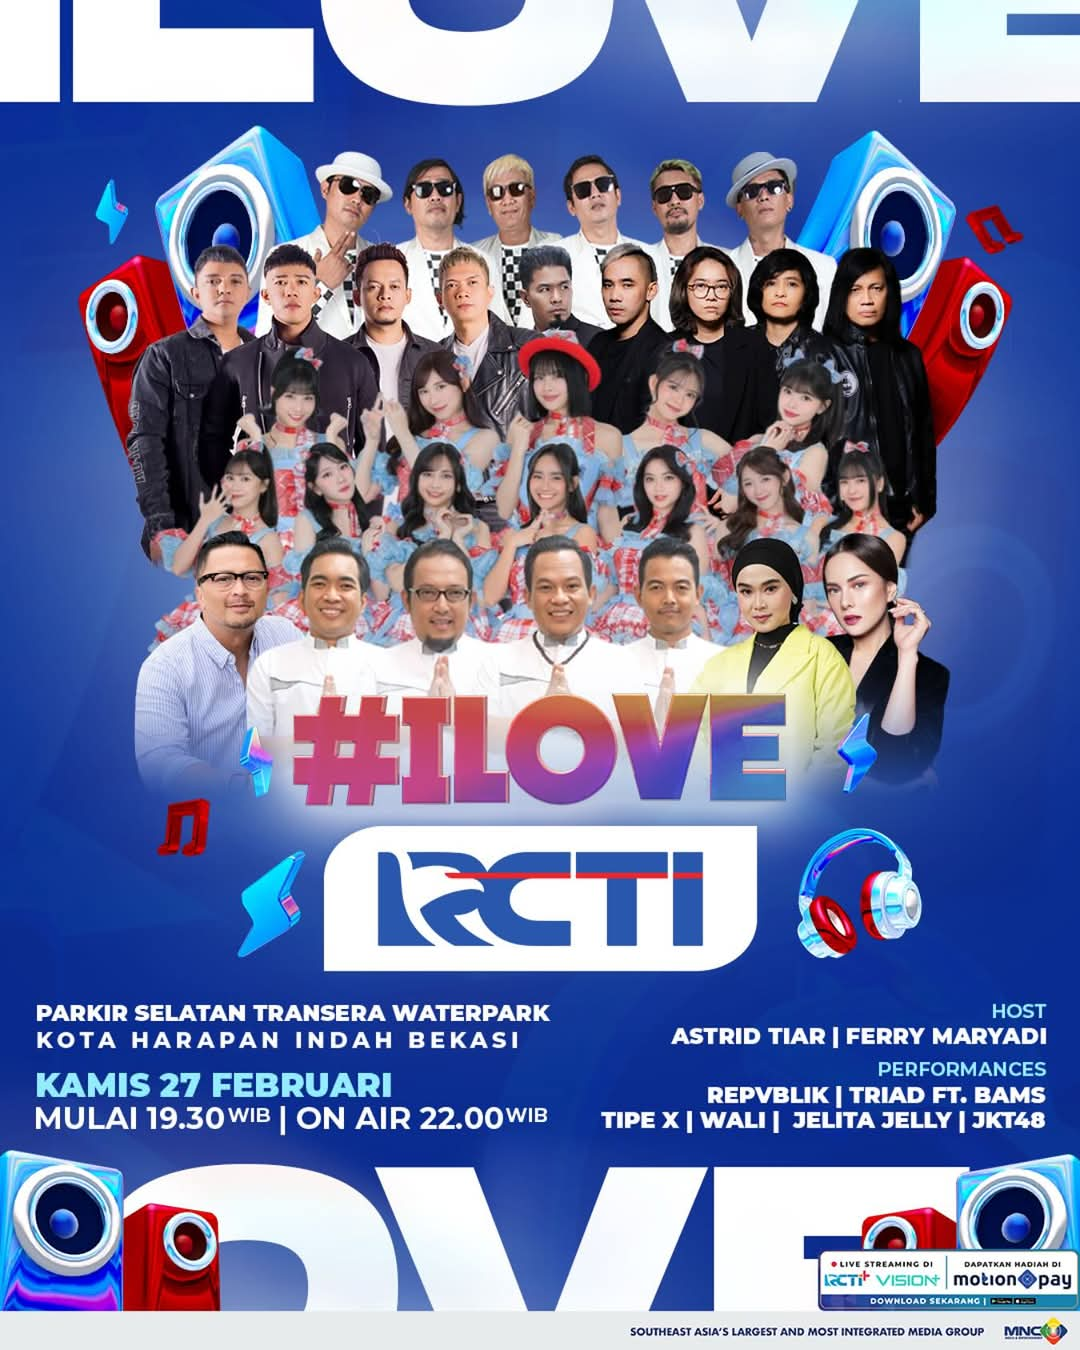 ILOVE
#ILOVE
RCTI
PARKIR SELATAN TRANSERA WATERPARK
KOTA HARAPAN INDAH BEKASI
KAMIS 27 FEBRUARI
MULAI 19.30 WIB | ON AIR 22.00 WIB
HOST
ASTRID TIAR | FERRY MARYADI
PERFORMANCES
REPVBLIK | TRIAD FT. BAMS
TIPE X | WALI | JELITA JELLY | JKT48
LOVE
LIVE STREAMING DI
RCTI+ VISION+
DAPATKAN HADIAH DI
motion pay
DOWNLOAD SEKARANG |
SOUTHEAST ASIA'S LARGEST AND MOST INTEGRATED MEDIA GROUP
MNC